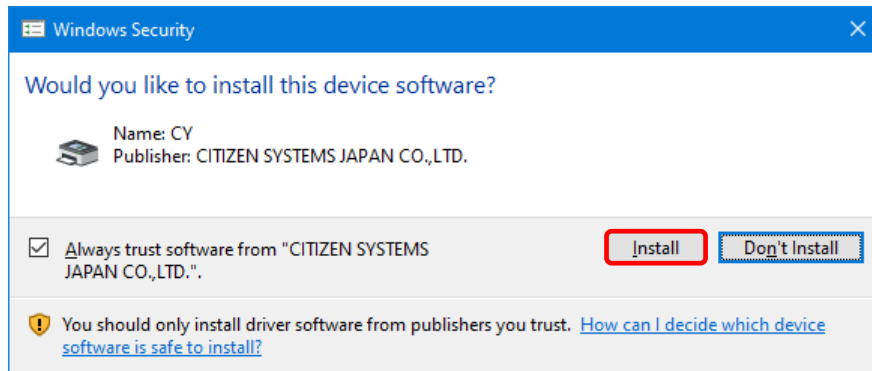 Windows Security
Would you like to install this device software?
Name: CY
Publisher: CITIZEN SYSTEMS JAPAN CO.,LTD.
Always trust software from "CITIZEN SYSTEMS
JAPAN CO.,LTD.".
Install
Don't Install
You should only install driver software from publishers you trust. How can I decide which device
software is safe to install?